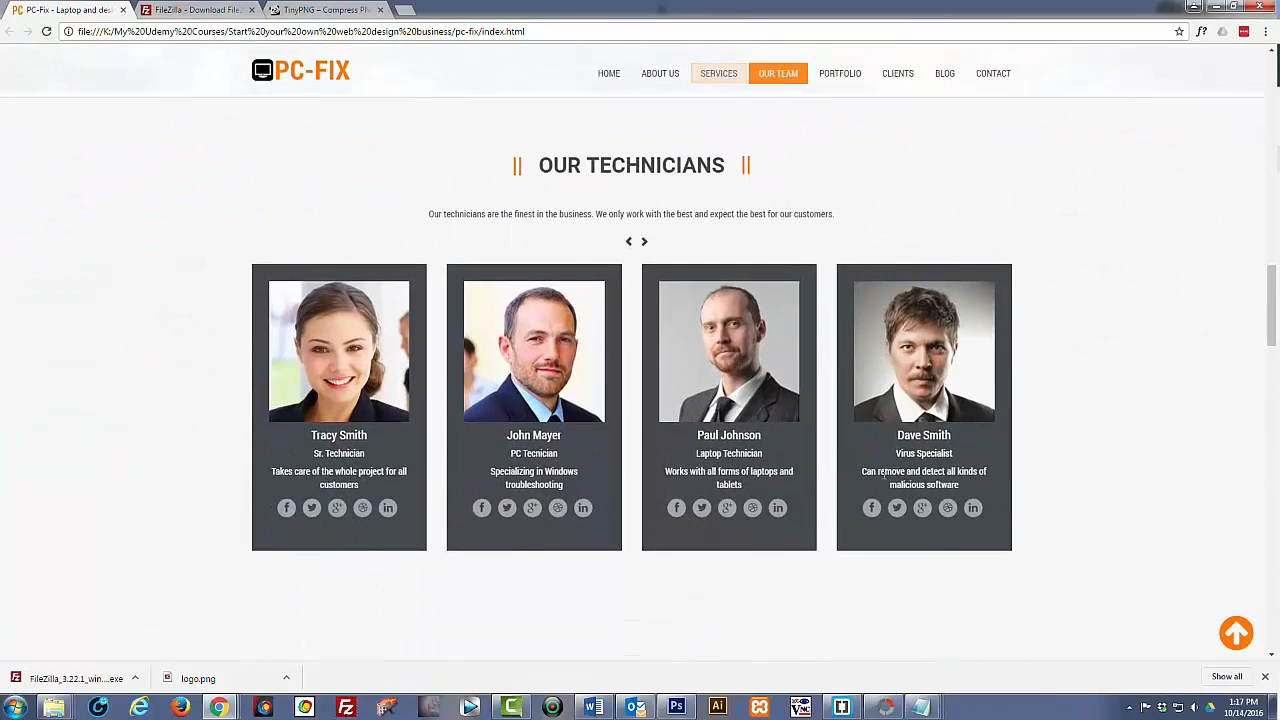 PC-Fix - Laptop and des
FileZilla - Download File
TinyPNG – Compress PN
file:///K:/My%20Udemy%20Courses/Start%20your%20own%20web%20design%20business/pc-fix/index.html
PC-FIX
HOME ABOUT US SERVICES OUR TEAM PORTFOLIO CLIENTS BLOG CONTACT
|| OUR TECHNICIANS ||
Our technicians are the finest in the business. We only work with the best and expect the best for our customers.
Tracy Smith
Sr. Technician
Takes care of the whole project for all
customers
John Mayer
PC Tecnician
Specializing in Windows
troubleshooting
Paul Johnson
Laptop Technician
Works with all forms of laptops and
tablets
Dave Smith
Virus Specialist
Can remove and detect all kinds of
malicious software
FileZilla_3.22.1_win....exe
logo.png
Show all
1:17 PM
10/14/2016